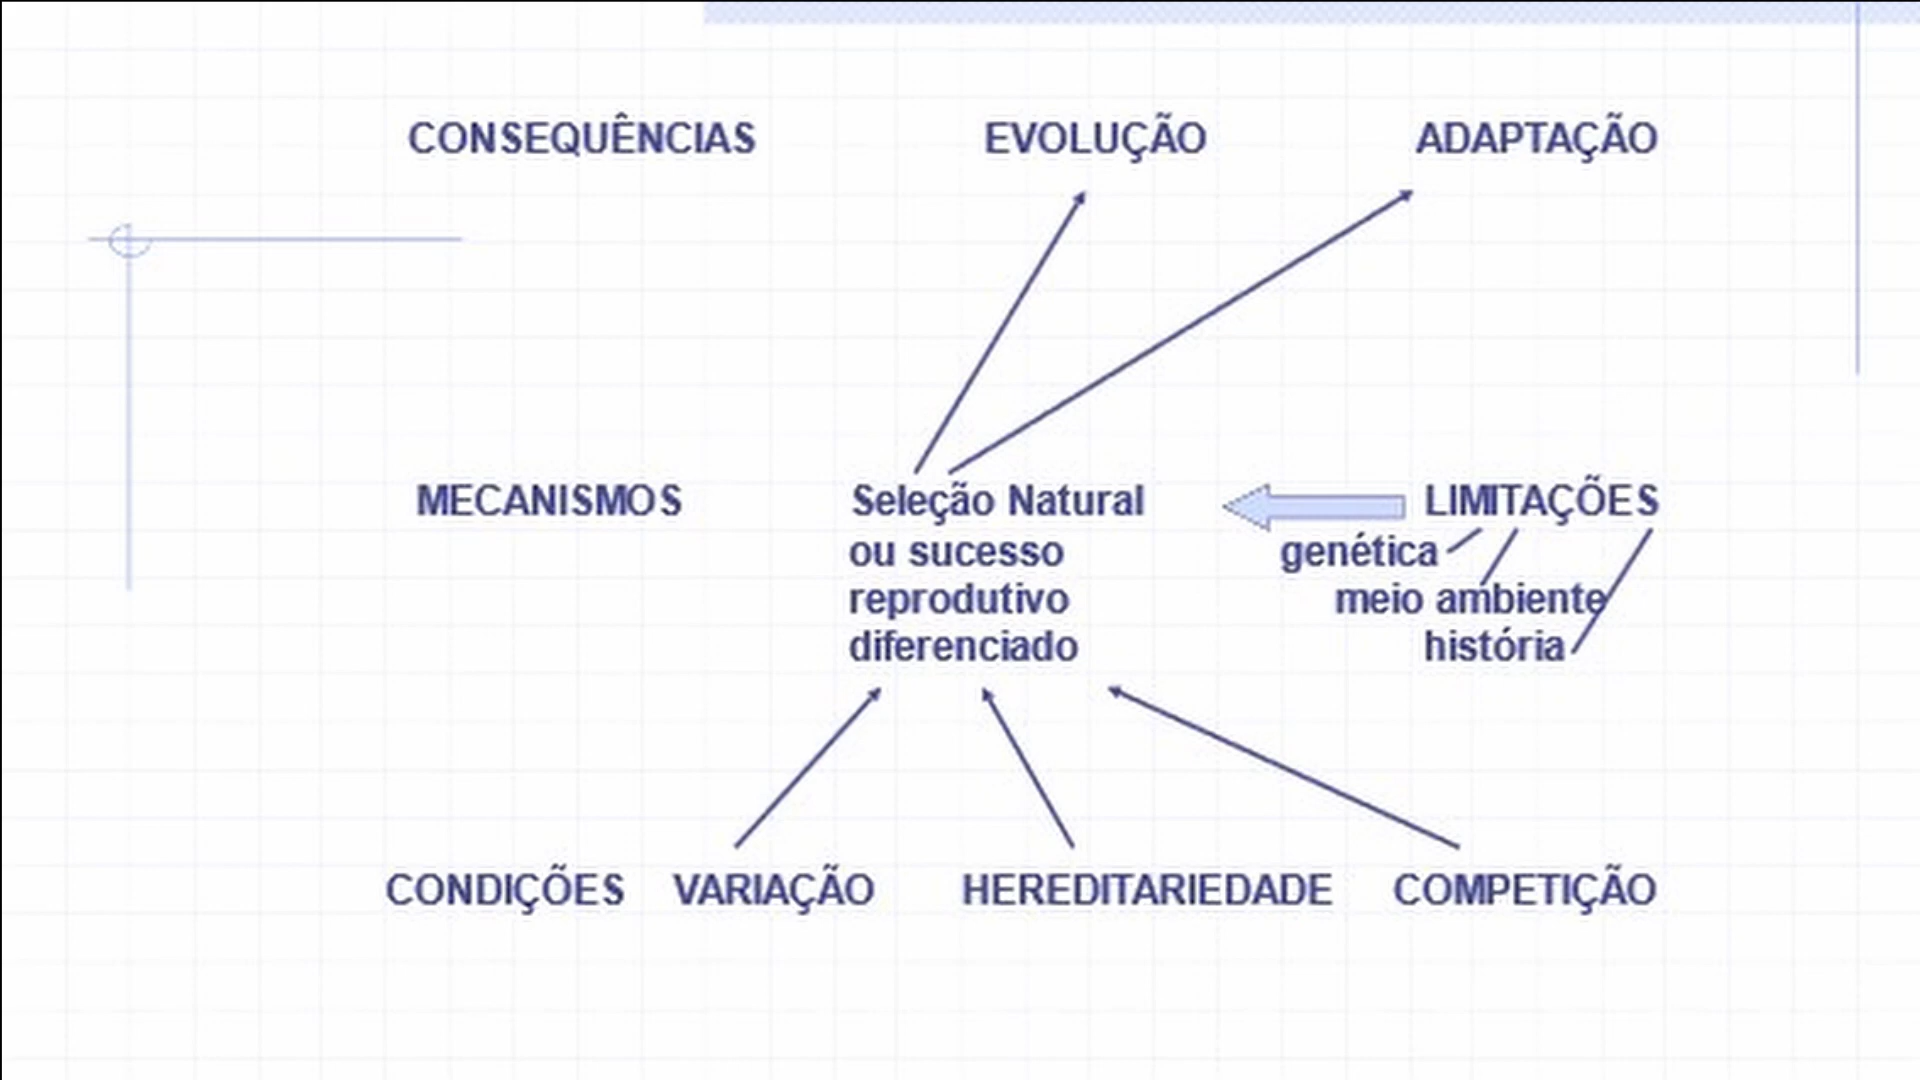 CONSEQUÊNCIAS EVOLUÇÃO ADAPTAÇÃO
MECANISMOS Seleção Natural LIMITAÇÕES
ou sucesso genética
reprodutivo meio ambiente
diferenciado história
CONDIÇÕES VARIAÇÃO HEREDITARIEDADE COMPETIÇÃO